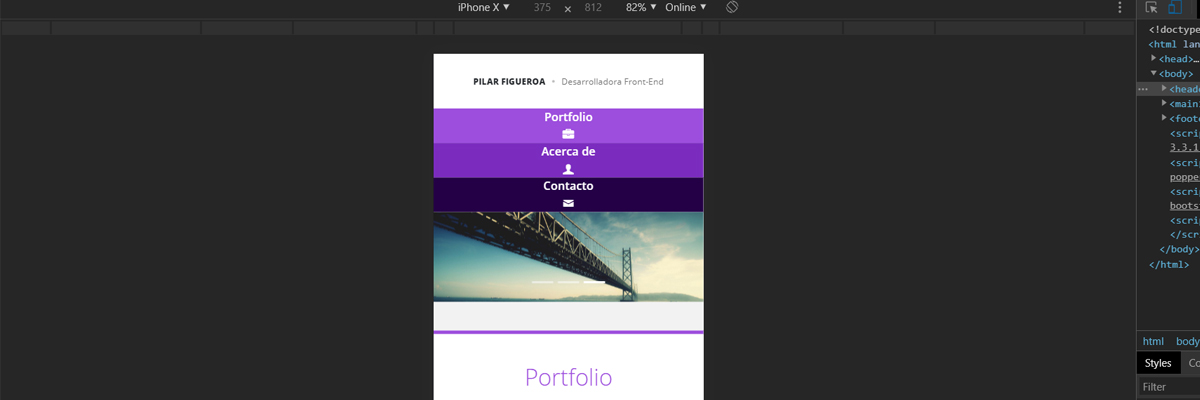 iPhone X ▼ 375 × 812 82% ▼ Online ▼
<!doctype
<html lan
<head>…
<body>
PILAR FIGUEROA • Desarrolladora Front-End
… <head
<main
Portfolio
<foot
<scri
3.3.1
Acerca de
<scri
poppe
Contacto
<scri
boots
<scri
</scr
</body>
</html>
html body
Styles Co
Portfolio
Filter